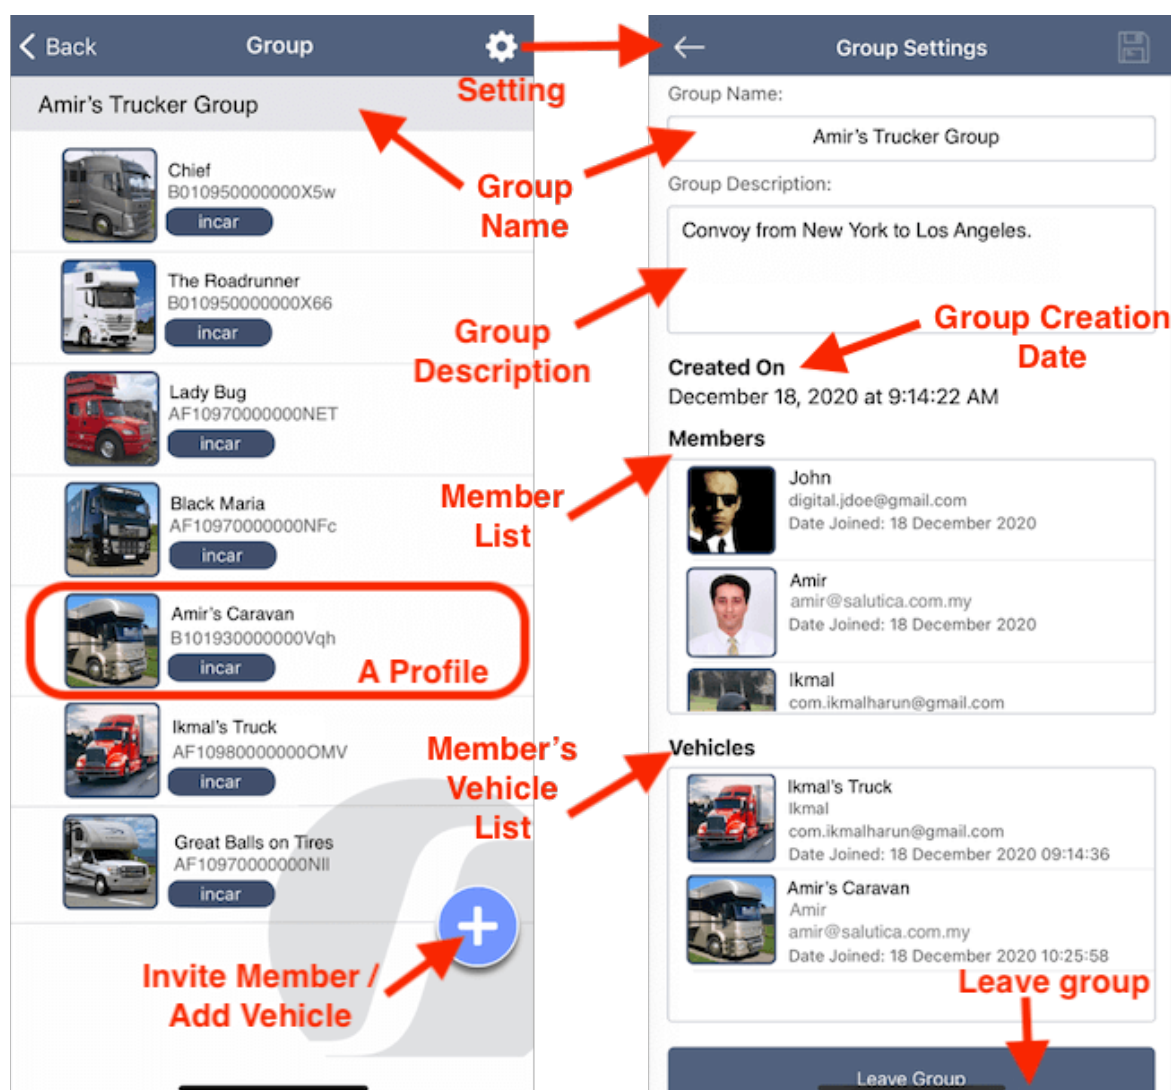 Back
Group
Setting
Amir's Trucker Group
Chief
B010950000000X5w
incar
The Roadrunner
B010950000000X66
incar
Lady Bug
AF10970000000NET
incar
Black Maria
AF10970000000NFc
incar
Amir's Caravan
B101930000000Vqh
incar
A Profile
Ikmal's Truck
AF10980000000OMV
incar
Great Balls on Tires
AF10970000000NII
incar
Invite Member /
Add Vehicle
Group
Name
Group
Description
Member
List
Member's
Vehicle
List
Group Settings
Group Name:
Amir's Trucker Group
Group Description:
Convoy from New York to Los Angeles.
Group Creation
Date
Created On
December 18, 2020 at 9:14:22 AM
Members
John
digital.jdoe@gmail.com
Date Joined: 18 December 2020
Amir
amir@salutica.com.my
Date Joined: 18 December 2020
Ikmal
com.ikmalharun@gmail.com
Vehicles
Ikmal's Truck
Ikmal
com.ikmalharun@gmail.com
Date Joined: 18 December 2020 09:14:36
Amir's Caravan
Amir
amir@salutica.com.my
Date Joined: 18 December 2020 10:25:58
Leave group
Leave Group